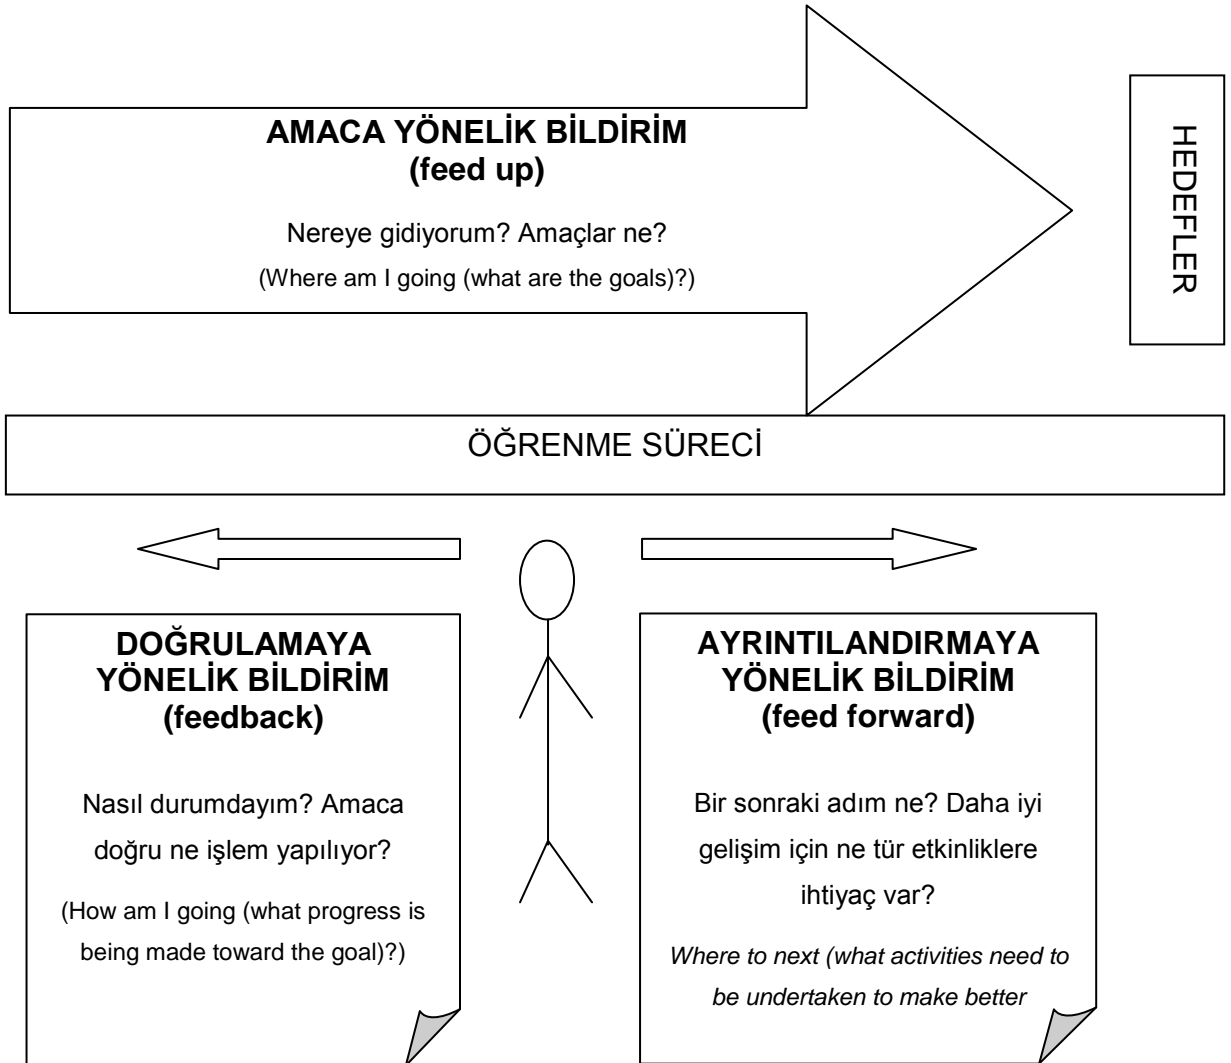 AMACA YÖNELİK BİLDİRİM
(feed up)
Nereye gidiyorum? Amaçlar ne?
(Where am I going (what are the goals)?)
HEDEFLER
ÖĞRENME SÜRECİ
DOĞRULAMAYA
YÖNELİK BİLDİRİM
(feedback)
Nasıl durumdayım? Amaca
doğru ne işlem yapılıyor?
(How am I going (what progress is
being made toward the goal)?)
AYRINTILANDIRMAYA
YÖNELİK BİLDİRİM
(feed forward)
Bir sonraki adım ne? Daha iyi
gelişim için ne tür etkinliklere
ihtiyaç var?
Where to next (what activities need to
be undertaken to make better